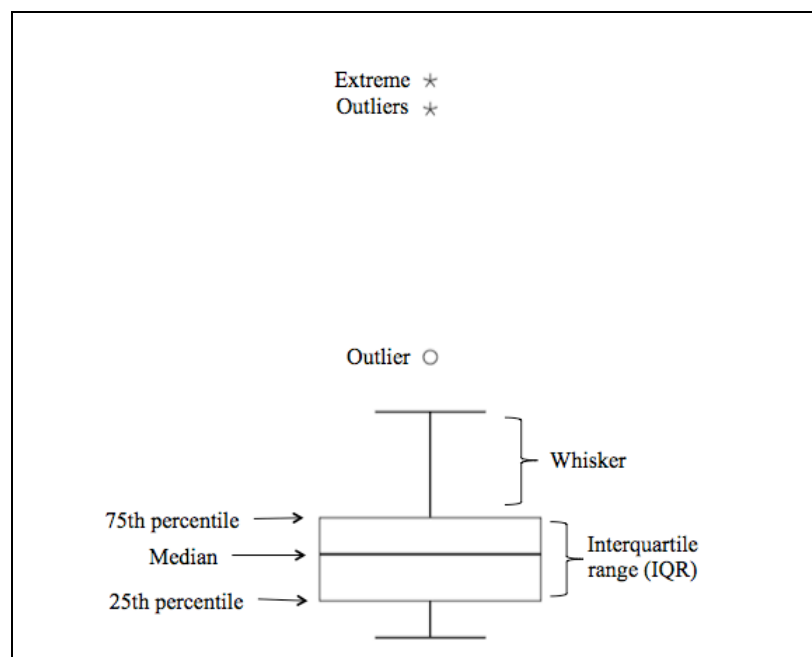 Extreme
Outliers
Outlier
Whisker
75th percentile
Median
Interquartile
range (IQR)
25th percentile